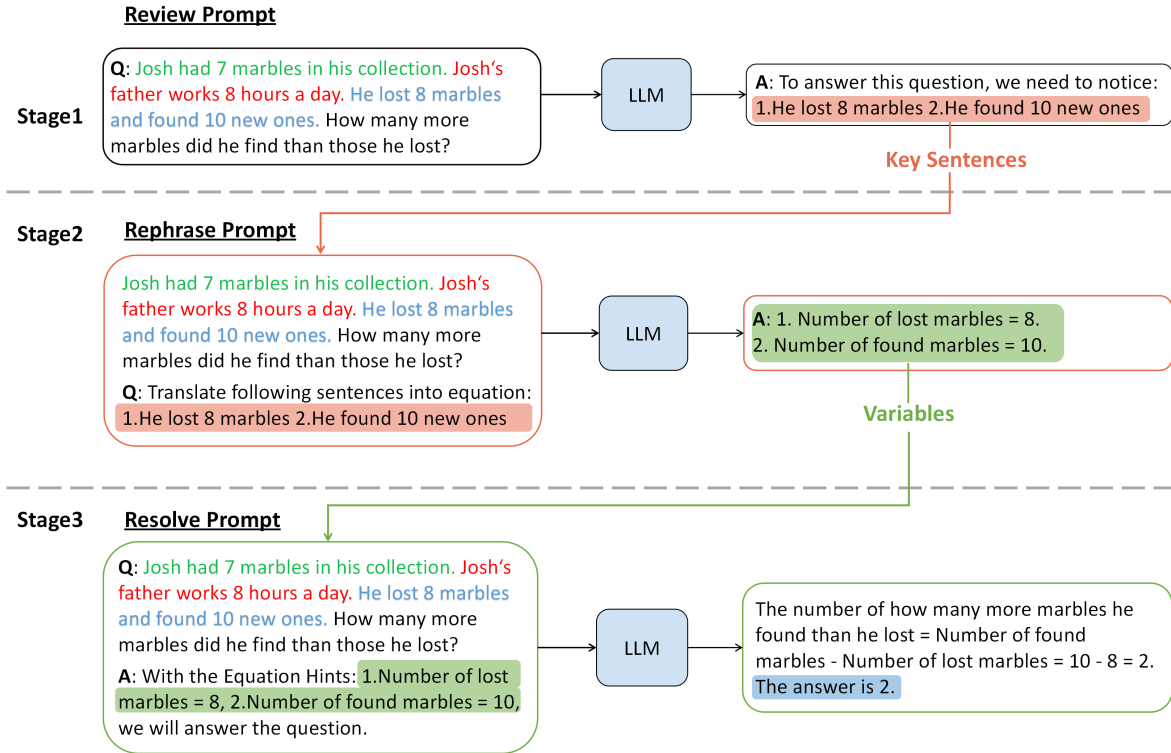 Review Prompt
Stage1
Q: Josh had 7 marbles in his collection. Josh's
father works 8 hours a day. He lost 8 marbles
and found 10 new ones. How many more
marbles did he find than those he lost?
LLM
A: To answer this question, we need to notice:
1.He lost 8 marbles 2.He found 10 new ones
Key Sentences
Stage2
Rephrase Prompt
Josh had 7 marbles in his collection. Josh's
father works 8 hours a day. He lost 8 marbles
and found 10 new ones. How many more
marbles did he find than those he lost?
Q: Translate following sentences into equation:
1.He lost 8 marbles 2.He found 10 new ones
LLM
A: 1. Number of lost marbles = 8.
2. Number of found marbles = 10.
Variables
Stage3
Resolve Prompt
Q: Josh had 7 marbles in his collection. Josh's
father works 8 hours a day. He lost 8 marbles
and found 10 new ones. How many more
marbles did he find than those he lost?
A: With the Equation Hints: 1.Number of lost
marbles = 8, 2.Number of found marbles = 10,
we will answer the question.
LLM
The number of how many more marbles he
found than he lost = Number of found
marbles - Number of lost marbles = 10 - 8 = 2.
The answer is 2.